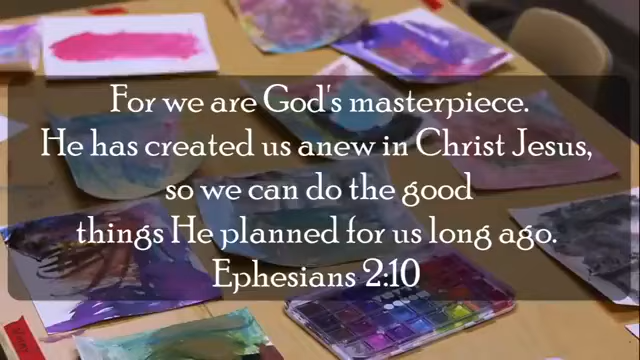 For we are God's masterpiece.
He has created us anew in Christ Jesus,
so we can do the good
things He planned for us long ago.
Ephesians 2:10